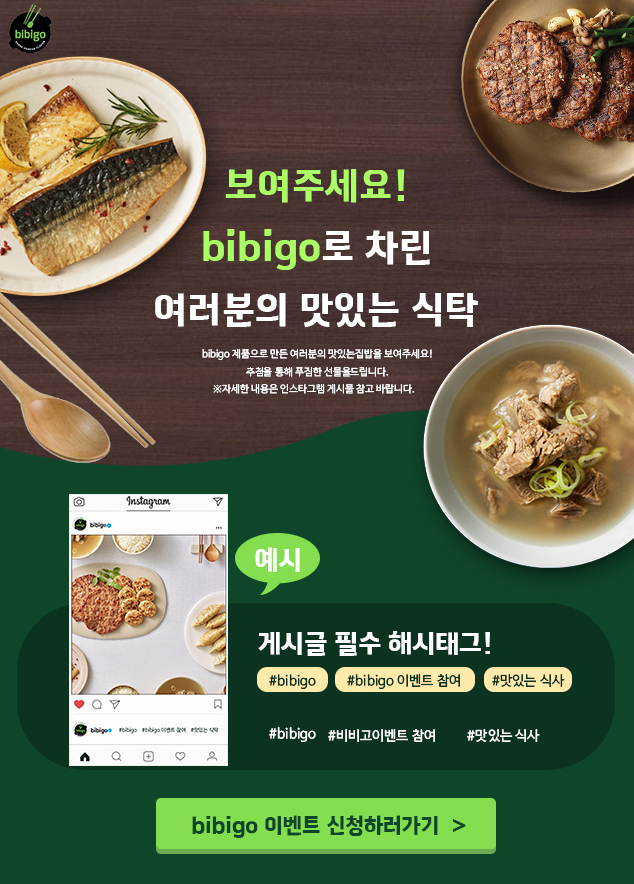 bibigo
보여주세요!
bibigo로 차린
여러분의 맛있는 식탁
bibigo 제품으로 만든 여러분의 맛있는집밥을 보여주세요!
추첨을 통해 푸짐한 선물을드립니다.
※자세한 내용은 인스타그램 게시물 참고 바랍니다.
Instagram
bibigo
예시
게시글 필수 해시태그!
#bibigo #bibigo 이벤트 참여 #맛있는 식사
bibigo #bibigo #bibigo 이벤트 참여 #맛있는 식탁
#bibigo #비비고이벤트 참여 #맛있는 식사
bibigo 이벤트 신청하러가기 >